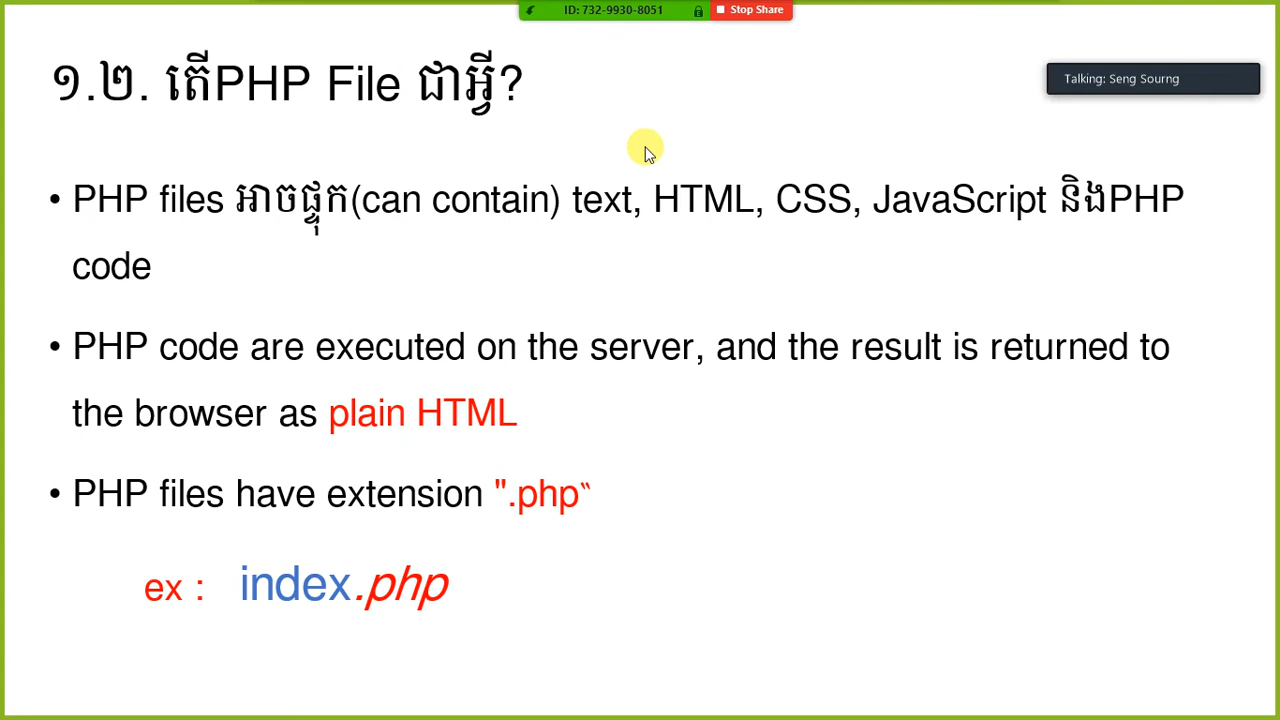 ID: 732-9930-8051 Stop Share
១.២. តើPHP File ជាអ្វី?
Talking: Seng Sourng
• PHP files អាចផ្ទុក(can contain) text, HTML, CSS, JavaScript និងPHP
code
• PHP code are executed on the server, and the result is returned to
the browser as plain HTML
• PHP files have extension ".php‶
ex : index.php